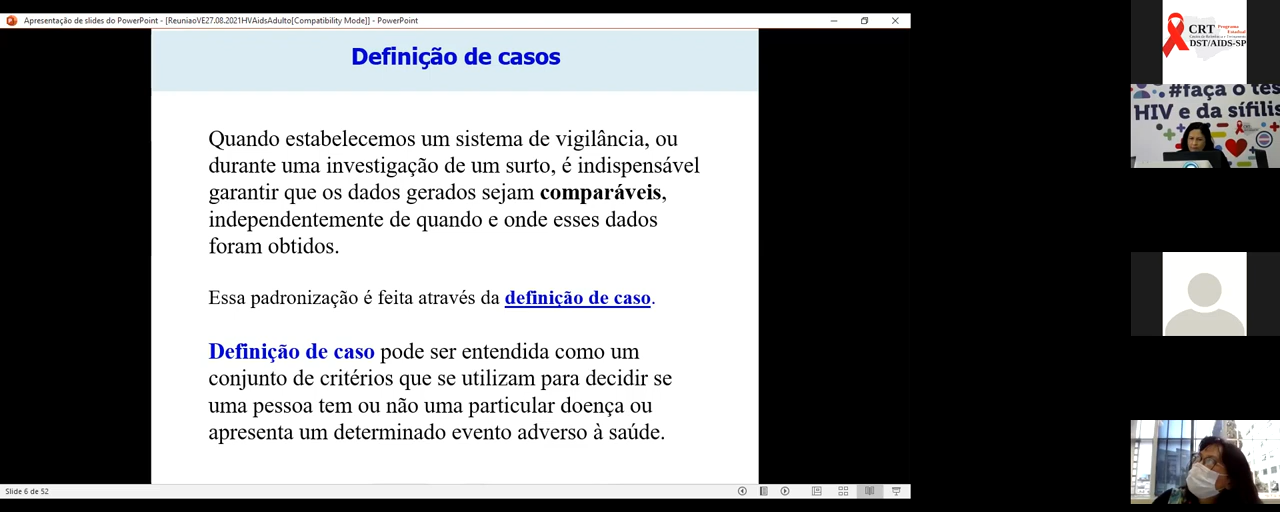 Apresentação de slides do PowerPoint - [ReuniaoVE27.08.2021HVAidsAdulto[Compatibility Mode]] - PowerPoint
Definição de casos
Quando estabelecemos um sistema de vigilância, ou
durante uma investigação de um surto, é indispensável
garantir que os dados gerados sejam comparáveis,
independentemente de quando e onde esses dados
foram obtidos.
Essa padronização é feita através da definição de caso.
Definição de caso pode ser entendida como um
conjunto de critérios que se utilizam para decidir se
uma pessoa tem ou não uma particular doença ou
apresenta um determinado evento adverso à saúde.
Slide 6 de 52
CRT
Programa
Estadual
DST/AIDS-SP
#faça o tes
HIV e da sífilis